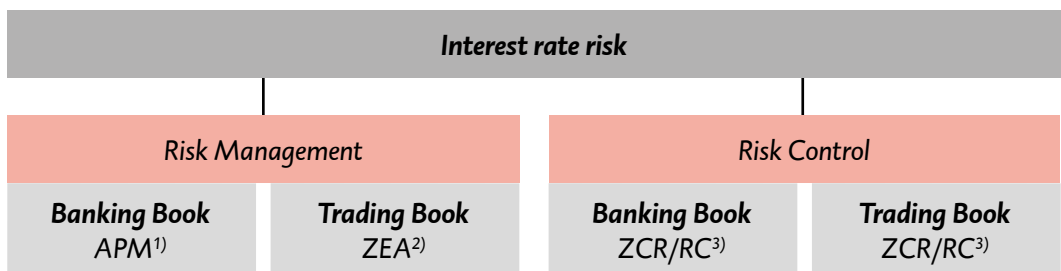 Interest rate risk
Risk Management
Risk Control
Banking Book
APM¹⁾
Trading Book
ZEA²⁾
Banking Book
ZCR/RC³⁾
Trading Book
ZCR/RC³⁾